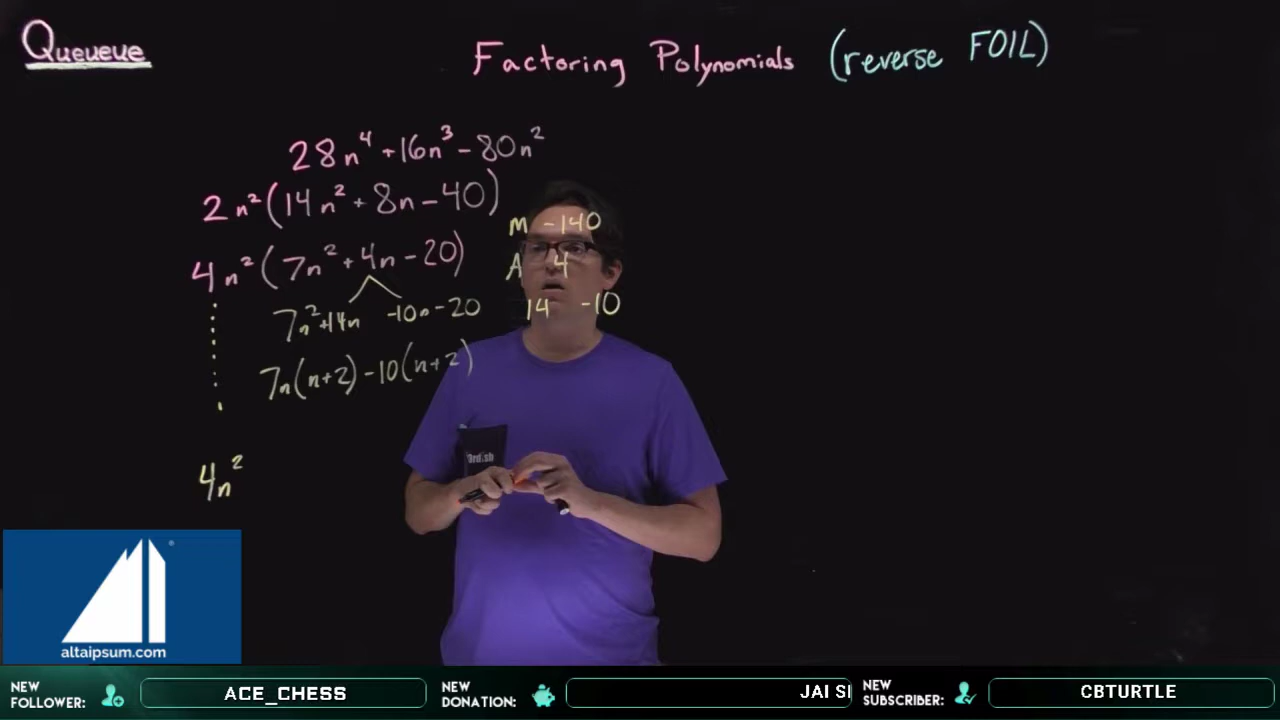 Queueue
Factoring Polynomials (reverse FOIL)
28n⁴+16n³-80n²
2n²(14n²+8n-40)
M -140
4n²(7n²+4n-20)
A 4
7n²+14n -10n-20
14 -10
7n(n+2)-10(n+2)
4n²
altaipsum.com
NEW FOLLOWER: ACE_CHESS
NEW DONATION: JAI SI
NEW SUBSCRIBER: CBTURTLE